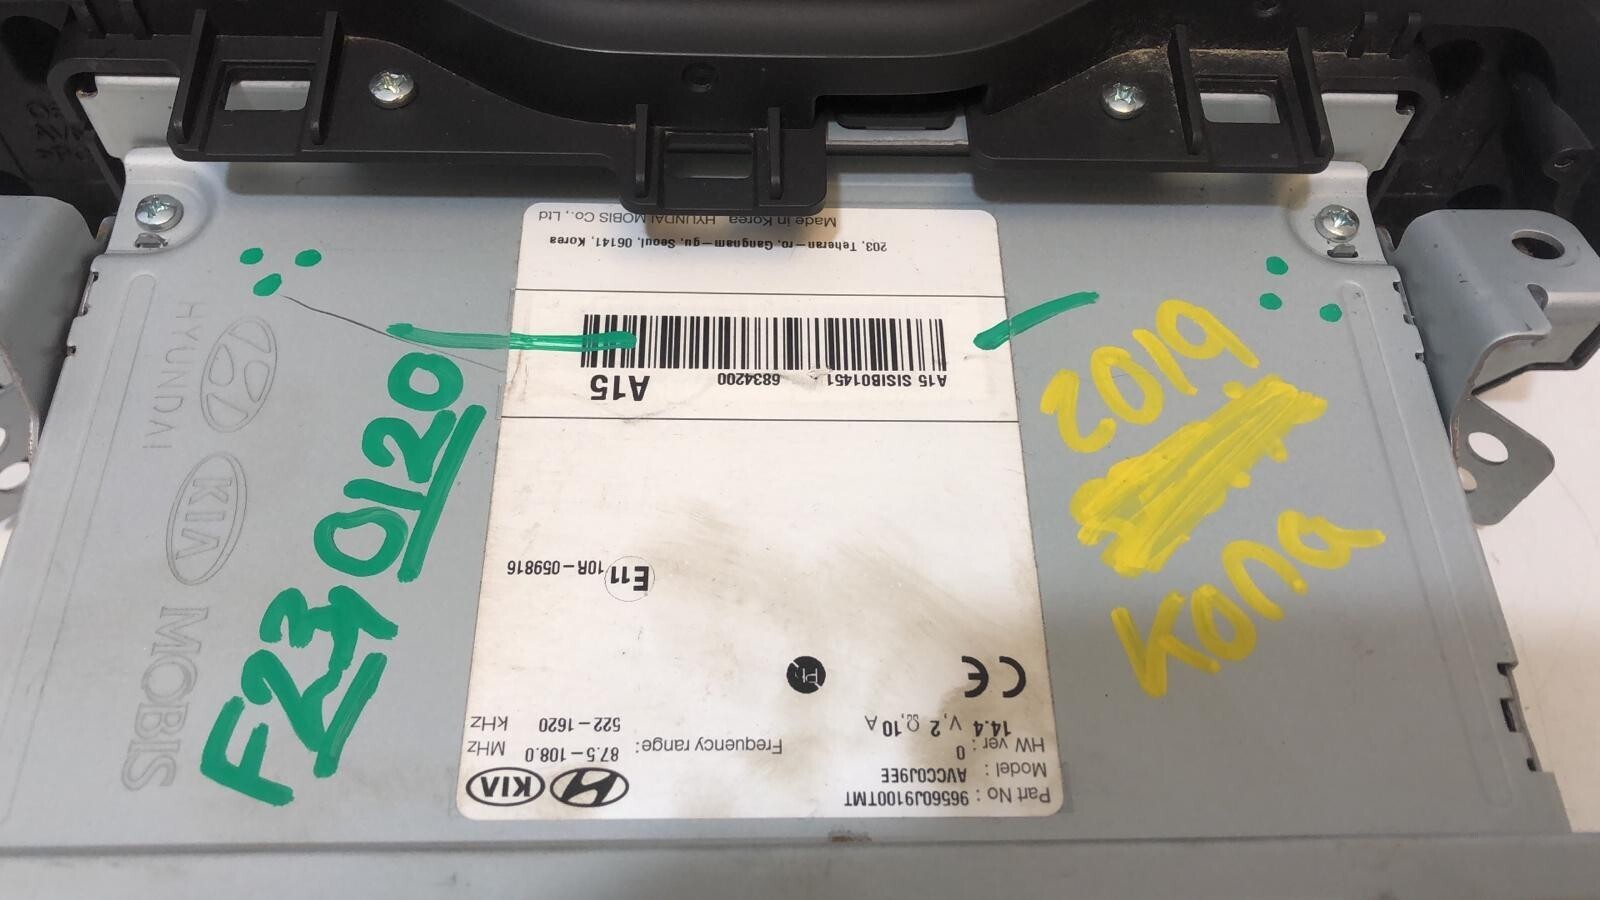 Part No : 96560J9100TMT
Model : AVCC0J9EE
HW ver : 0
14.4 V, 2 Ω, 10 A
Frequency range: 87.5-108.0 MHz
522-1620 kHz
KIA
CE
Pb
E11 10R-059816
A15 SISIB01451 6834200
A15
203, Teheran-ro, Gangnam-gu, Seoul, 06141, Korea
Made in Korea HYUNDAI MOBIS Co., Ltd
HYUNDAI
KIA
MOBIS
F230120
2019
Kona